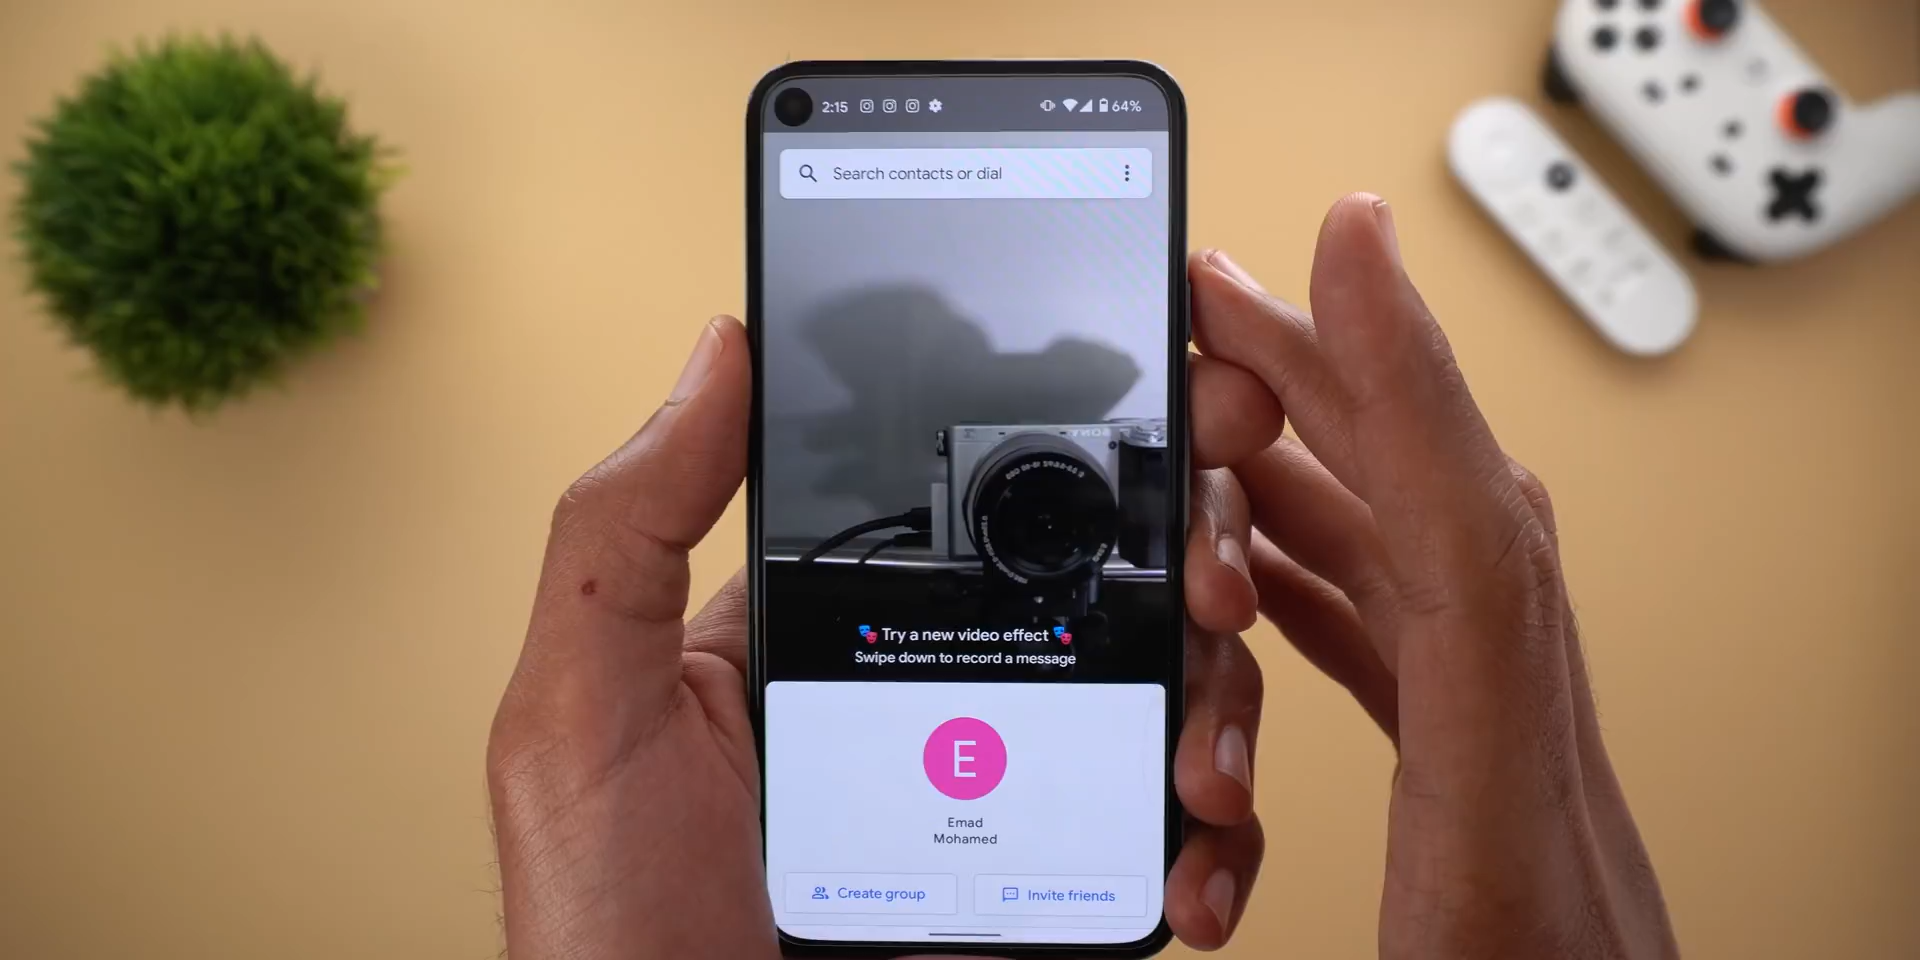 2:15 64%
Search contacts or dial
SONY
Try a new video effect
Swipe down to record a message
E
Emad
Mohamed
Create group
Invite friends